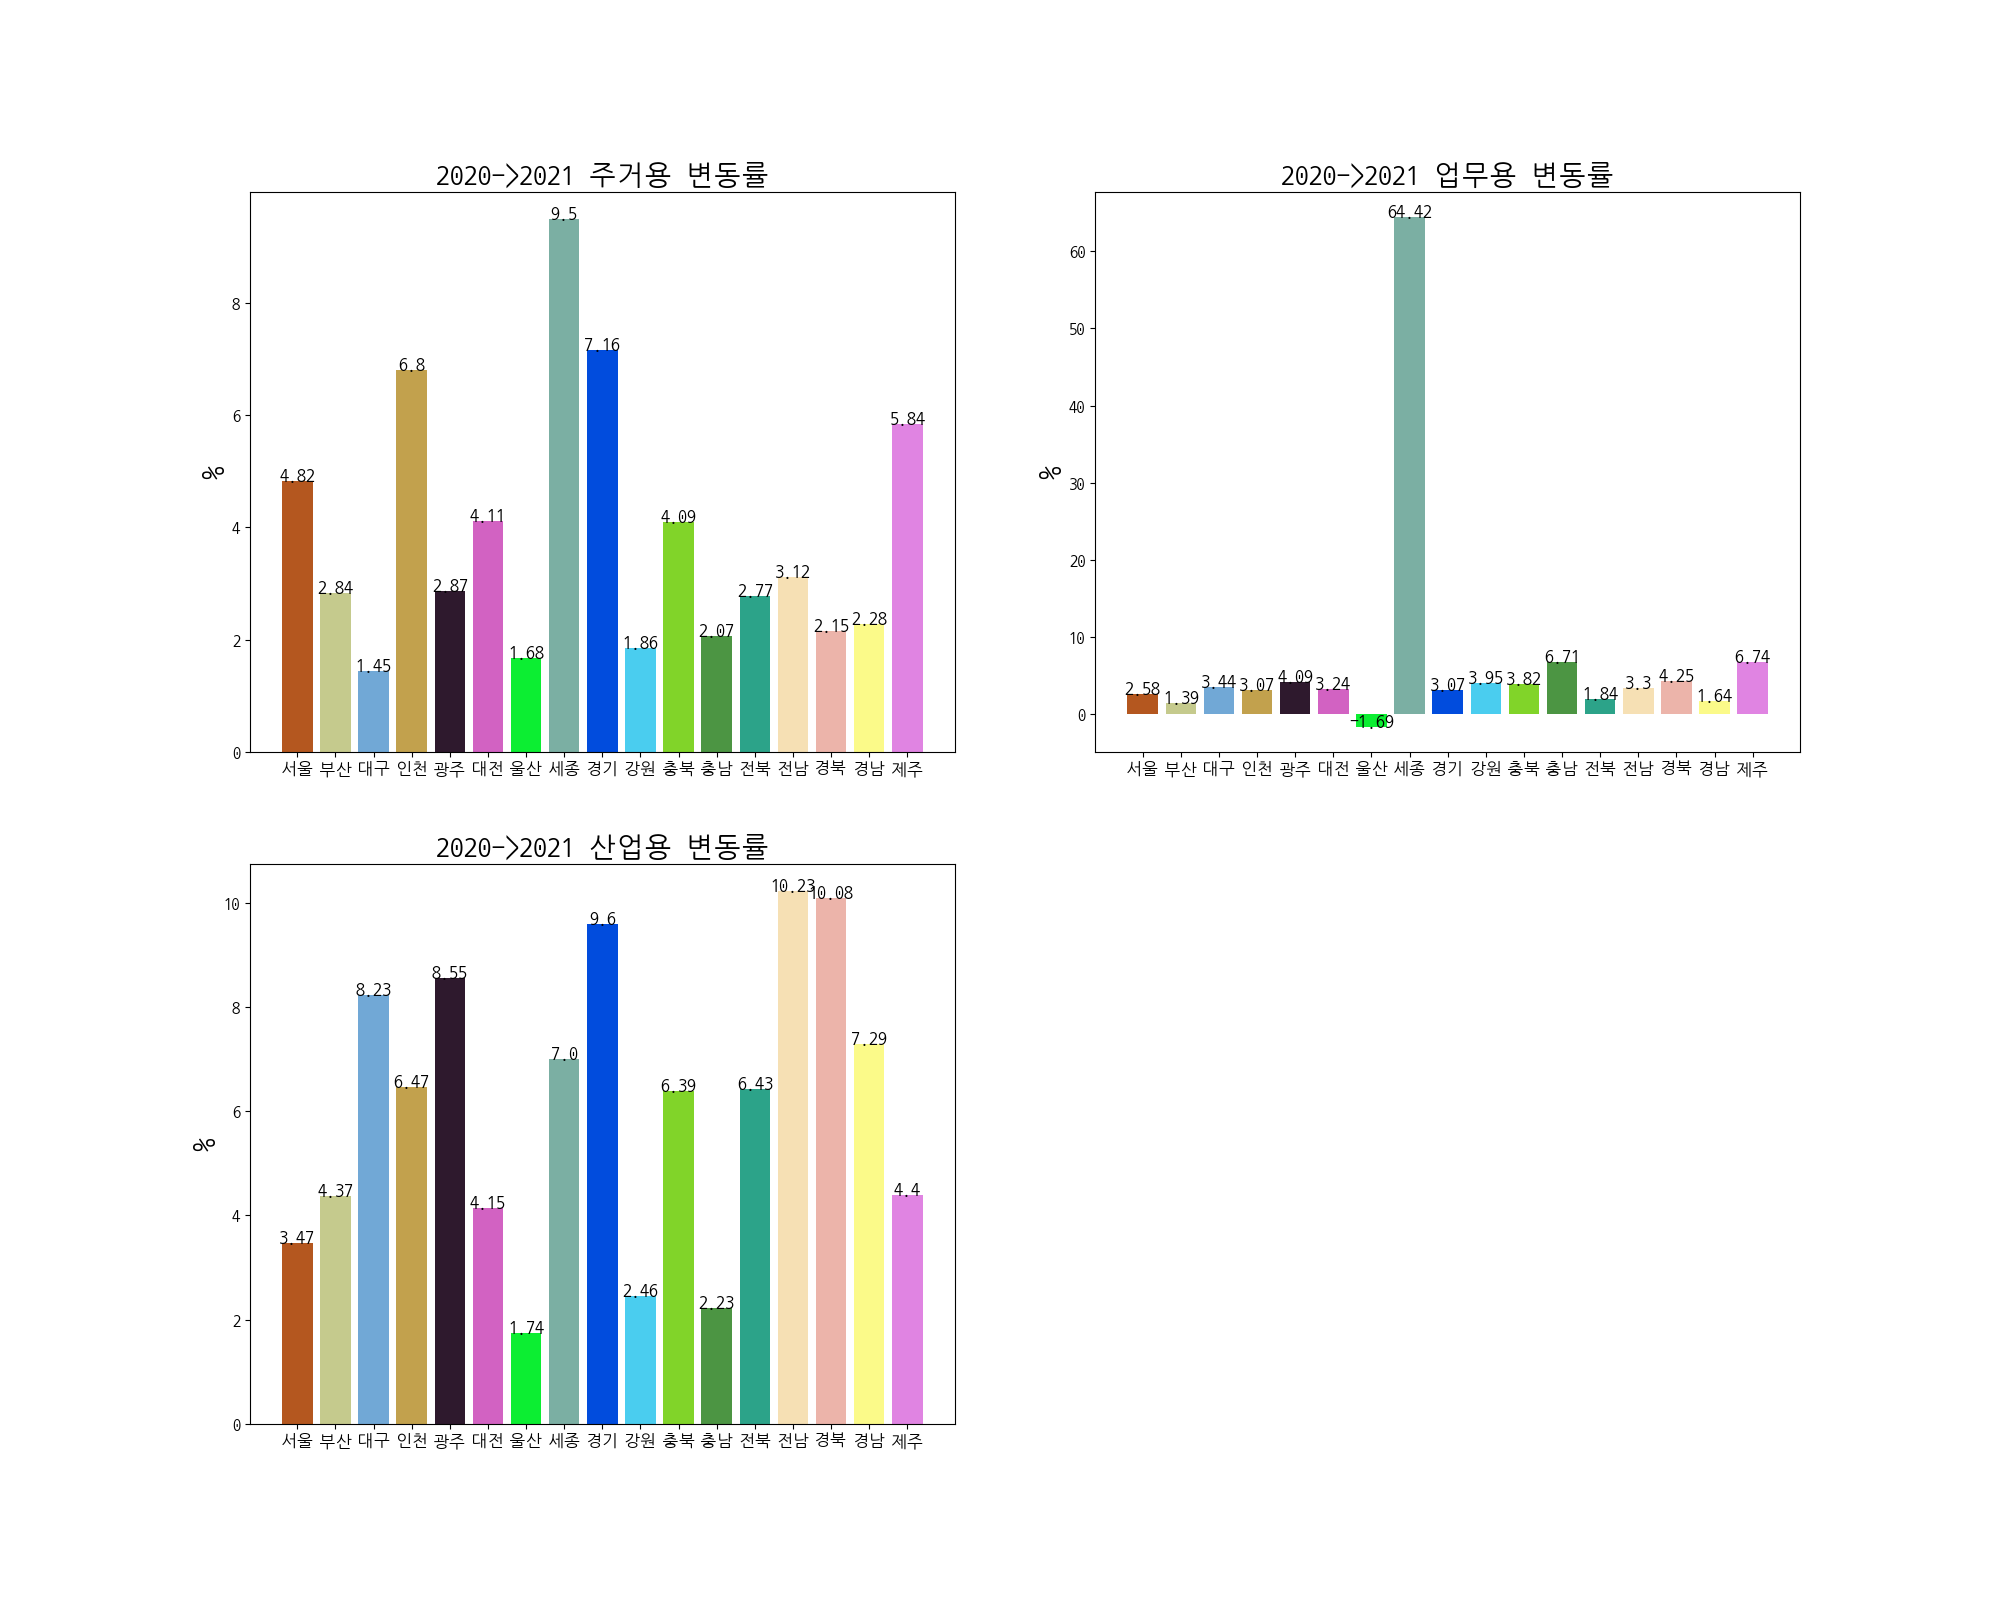 2020->2021 주거용 변동률
%
8
6
4
2
0
4.82 2.84 1.45 6.8 2.87 4.11 1.68 9.5 7.16 1.86 4.09 2.07 2.77 3.12 2.15 2.28 5.84
서울 부산 대구 인천 광주 대전 울산 세종 경기 강원 충북 충남 전북 전남 경북 경남 제주
2020->2021 업무용 변동률
%
60
50
40
30
20
10
0
2.58 1.39 3.44 3.07 4.09 3.24 -1.69 64.42 3.07 3.95 3.82 6.71 1.84 3.3 4.25 1.64 6.74
서울 부산 대구 인천 광주 대전 울산 세종 경기 강원 충북 충남 전북 전남 경북 경남 제주
2020->2021 산업용 변동률
%
10
8
6
4
2
0
3.47 4.37 8.23 6.47 8.55 4.15 1.74 7.0 9.6 2.46 6.39 2.23 6.43 10.23 10.08 7.29 4.4
서울 부산 대구 인천 광주 대전 울산 세종 경기 강원 충북 충남 전북 전남 경북 경남 제주